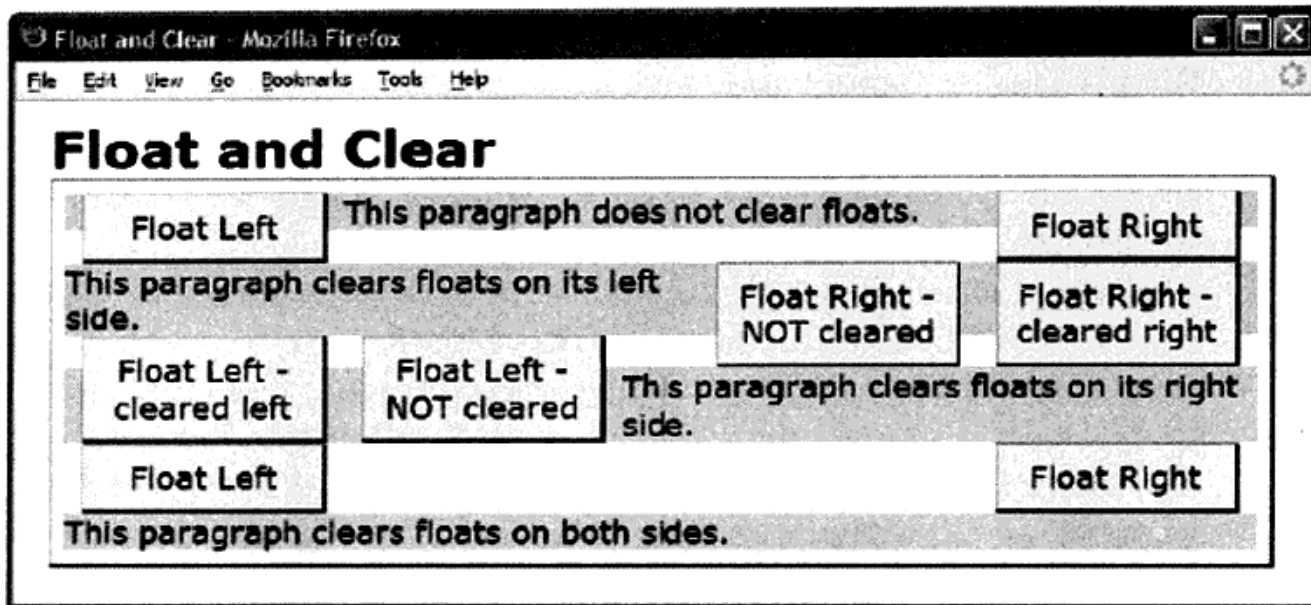 Float and Clear - Mozilla Firefox
File Edit View Go Bookmarks Tools Help
Float and Clear
Float Left
This paragraph does not clear floats.
Float Right
This paragraph clears floats on its left
side.
Float Right -
NOT cleared
Float Right -
cleared right
Float Left -
cleared left
Float Left -
NOT cleared
This paragraph clears floats on its right
side.
Float Left
Float Right
This paragraph clears floats on both sides.